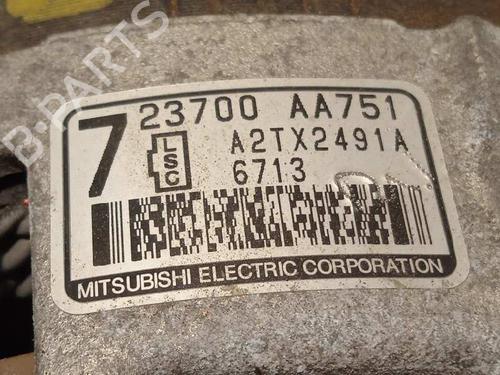 23700 AA751
7
LSC
A2TX2491A
6713
MITSUBISHI ELECTRIC CORPORATION
B-PARTS